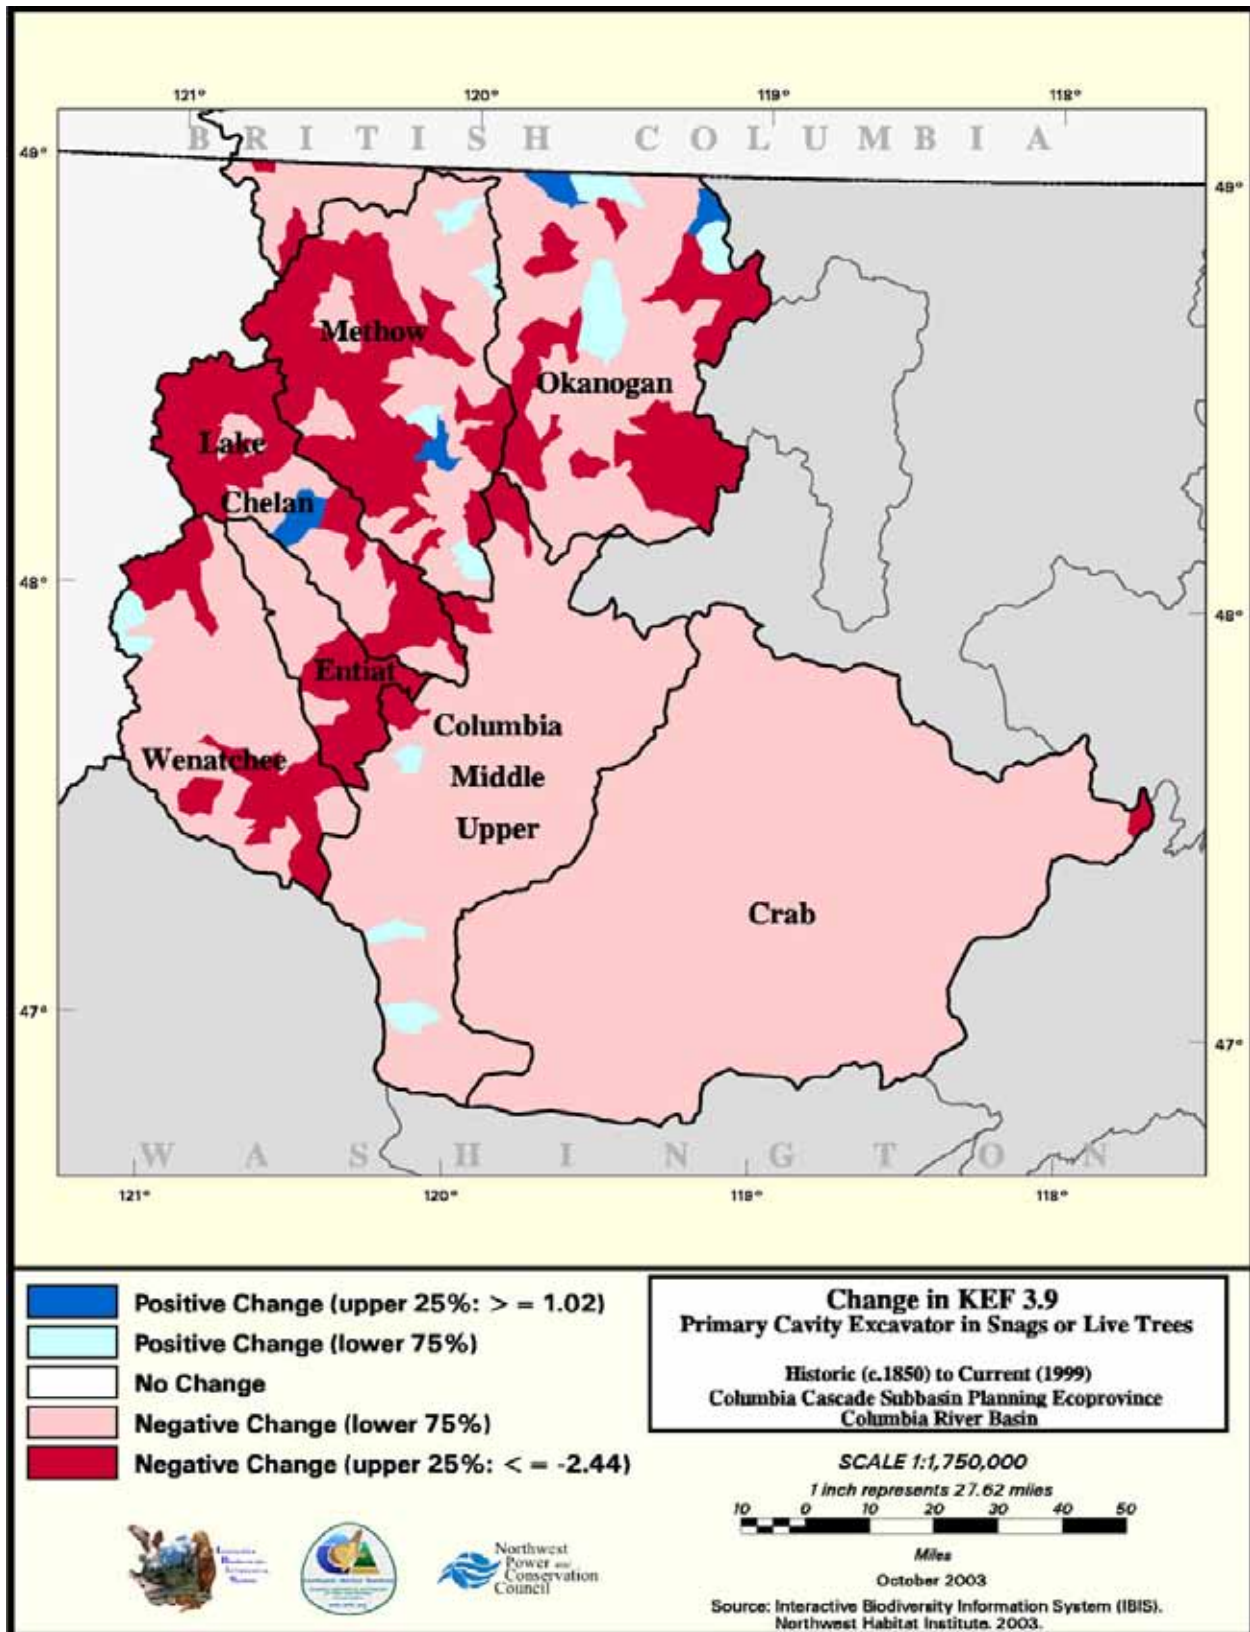 121° 120° 119° 118°
BRITISH COLUMBIA
49°
49°
Methow
Okanogan
Lake
Chelan
48°
48°
Entiat
Columbia
Wenatchee
Middle
Upper
Crab
47°
47°
WASHINGTON
121° 120° 119° 118°
Positive Change (upper 25%: > = 1.02)
Positive Change (lower 75%)
No Change
Negative Change (lower 75%)
Negative Change (upper 25%: < = -2.44)
Change in KEF 3.9
Primary Cavity Excavator in Snags or Live Trees
Historic (c.1850) to Current (1999)
Columbia Cascade Subbasin Planning Ecoprovince
Columbia River Basin
SCALE 1:1,750,000
1 inch represents 27.62 miles
10 0 10 20 30 40 50
Miles
October 2003
Source: Interactive Biodiversity Information System (IBIS).
Northwest Habitat Institute. 2003.
Northwest
Power and
Conservation
Council